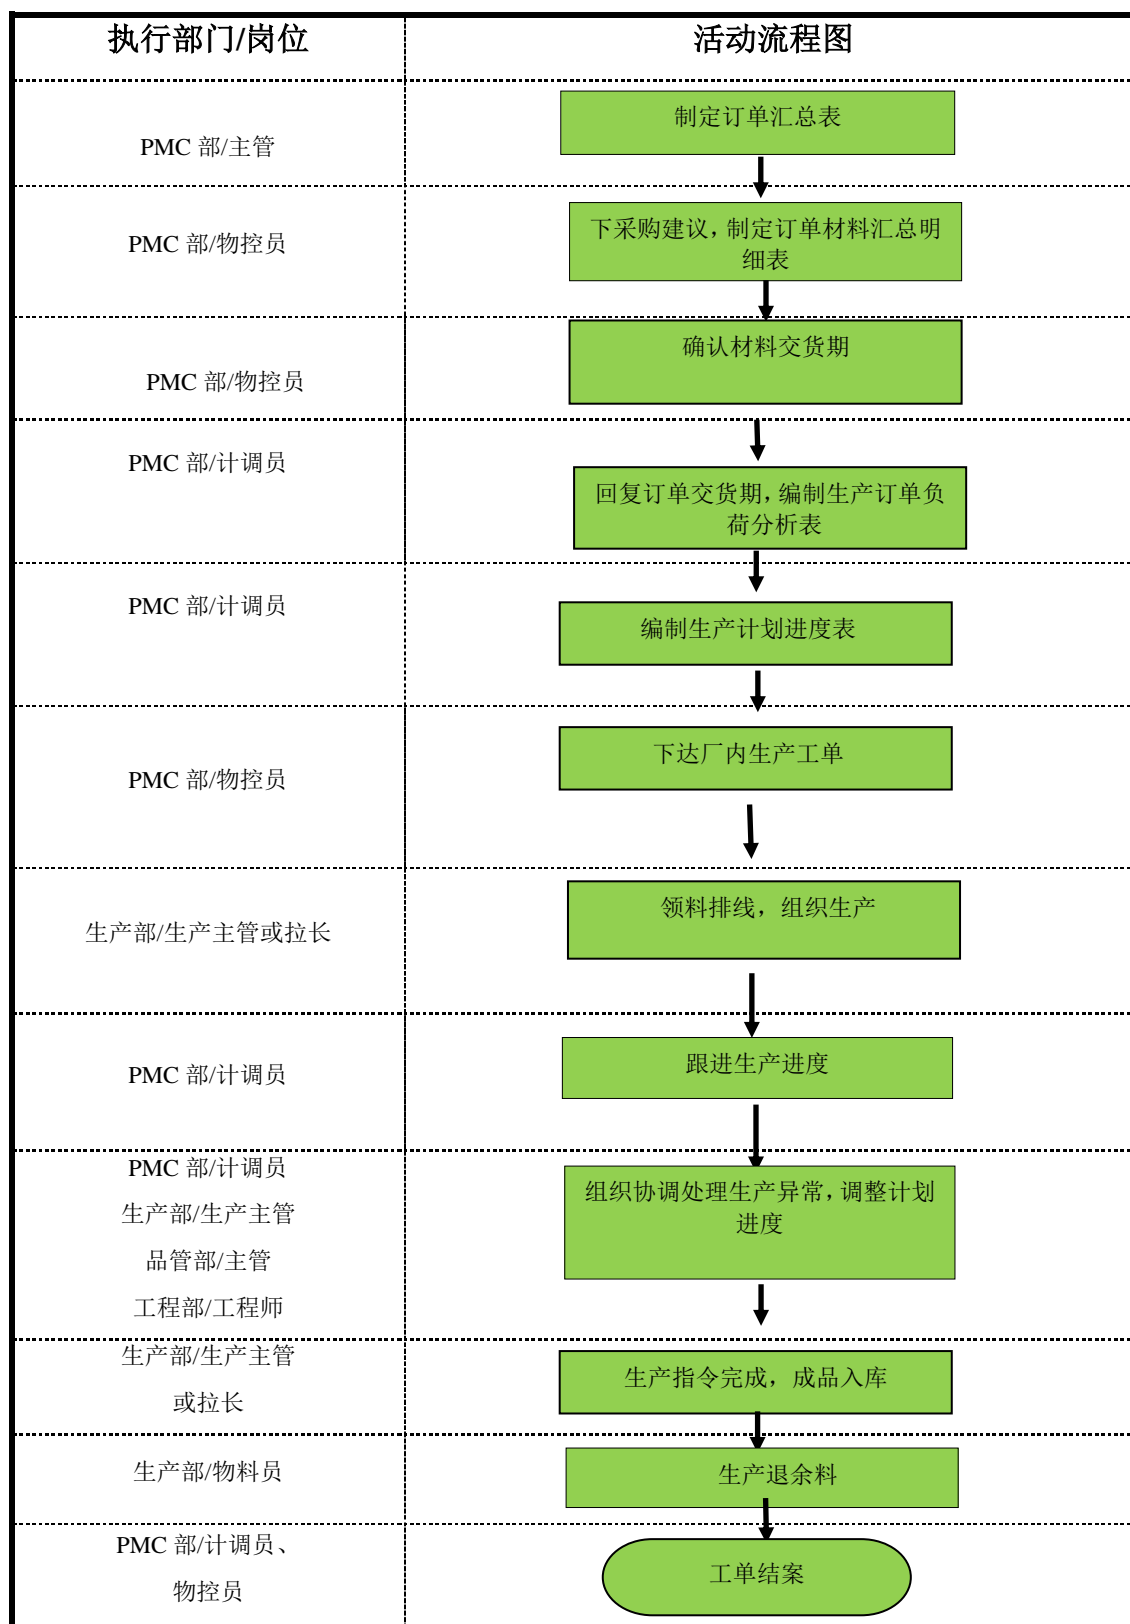 执行部门/岗位
活动流程图
PMC 部/主管
制定订单汇总表
PMC 部/物控员
下采购建议，制定订单材料汇总明
细表
PMC 部/物控员
确认材料交货期
PMC 部/计调员
回复订单交货期，编制生产订单负
荷分析表
PMC 部/计调员
编制生产计划进度表
PMC 部/物控员
下达厂内生产工单
生产部/生产主管或拉长
领料排线，组织生产
PMC 部/计调员
跟进生产进度
PMC 部/计调员
生产部/生产主管
品管部/主管
工程部/工程师
组织协调处理生产异常，调整计划
进度
生产部/生产主管
或拉长
生产指令完成，成品入库
生产部/物料员
生产退余料
PMC 部/计调员、
物控员
工单结案